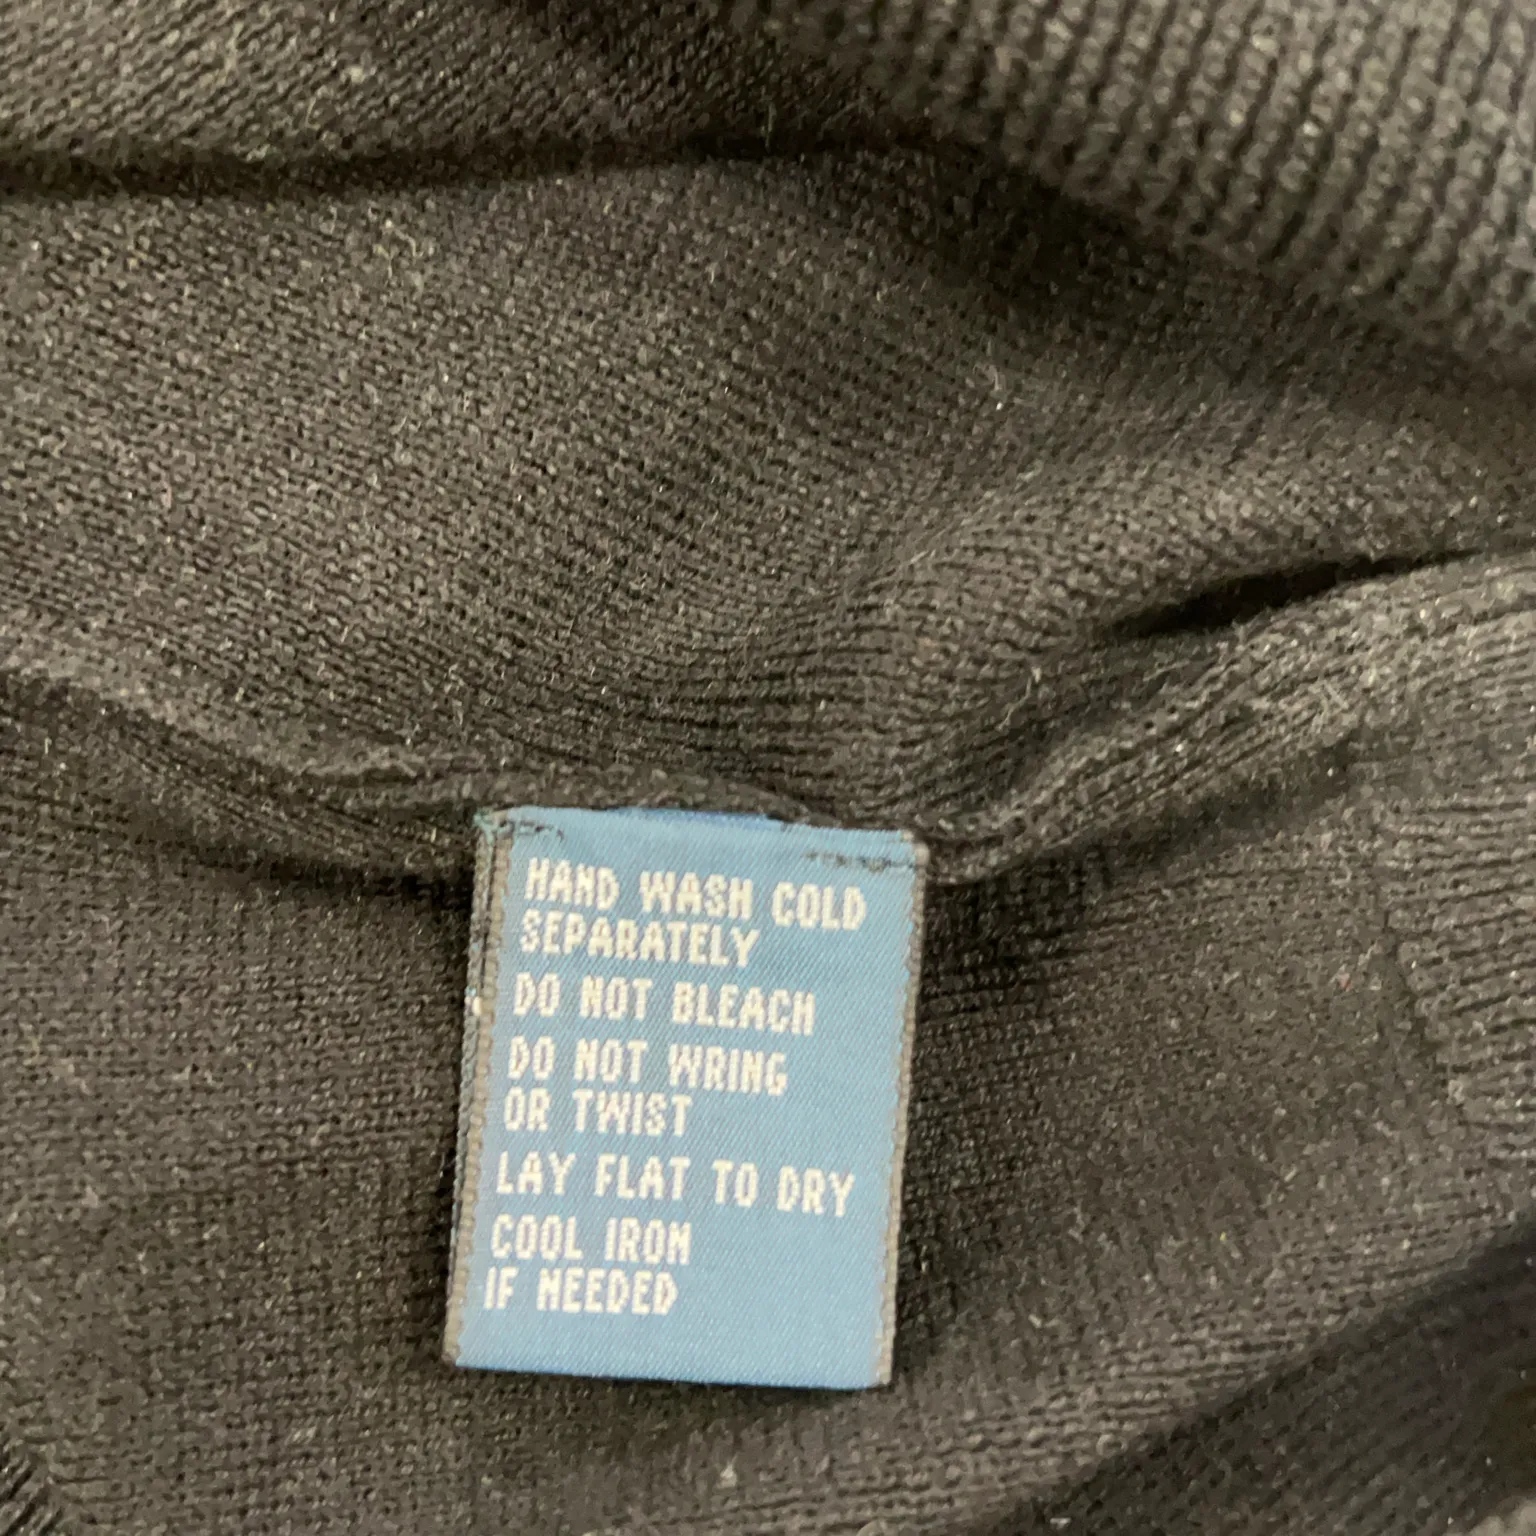 HAND WASH COLD
SEPARATELY
DO NOT BLEACH
DO NOT WRING
OR TWIST
LAY FLAT TO DRY
COOL IRON
IF NEEDED